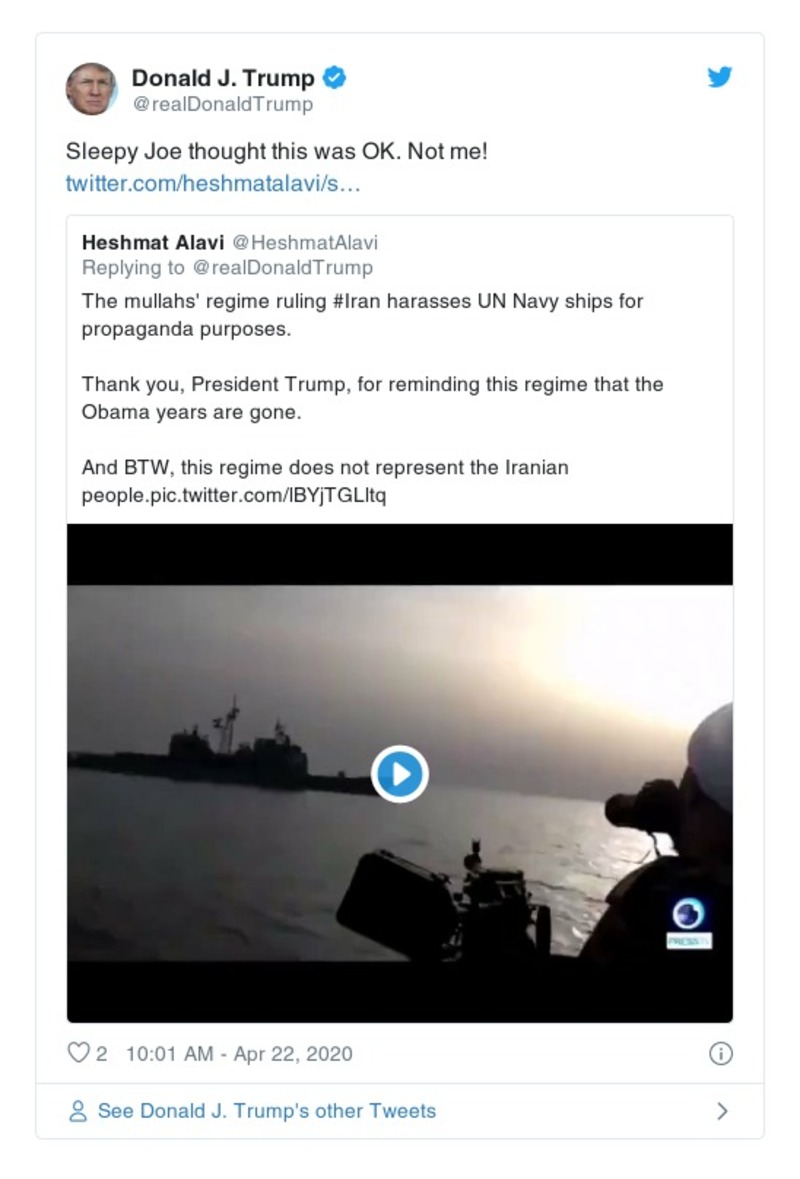 Donald J. Trump
@realDonaldTrump
Sleepy Joe thought this was OK. Not me!
twitter.com/heshmatalavi/s…
Heshmat Alavi @HeshmatAlavi
Replying to @realDonaldTrump
The mullahs' regime ruling #Iran harasses UN Navy ships for
propaganda purposes.
Thank you, President Trump, for reminding this regime that the
Obama years are gone.
And BTW, this regime does not represent the Iranian
people.pic.twitter.com/lBYjTGLltq
PRESSTV
2 10:01 AM - Apr 22, 2020
See Donald J. Trump's other Tweets